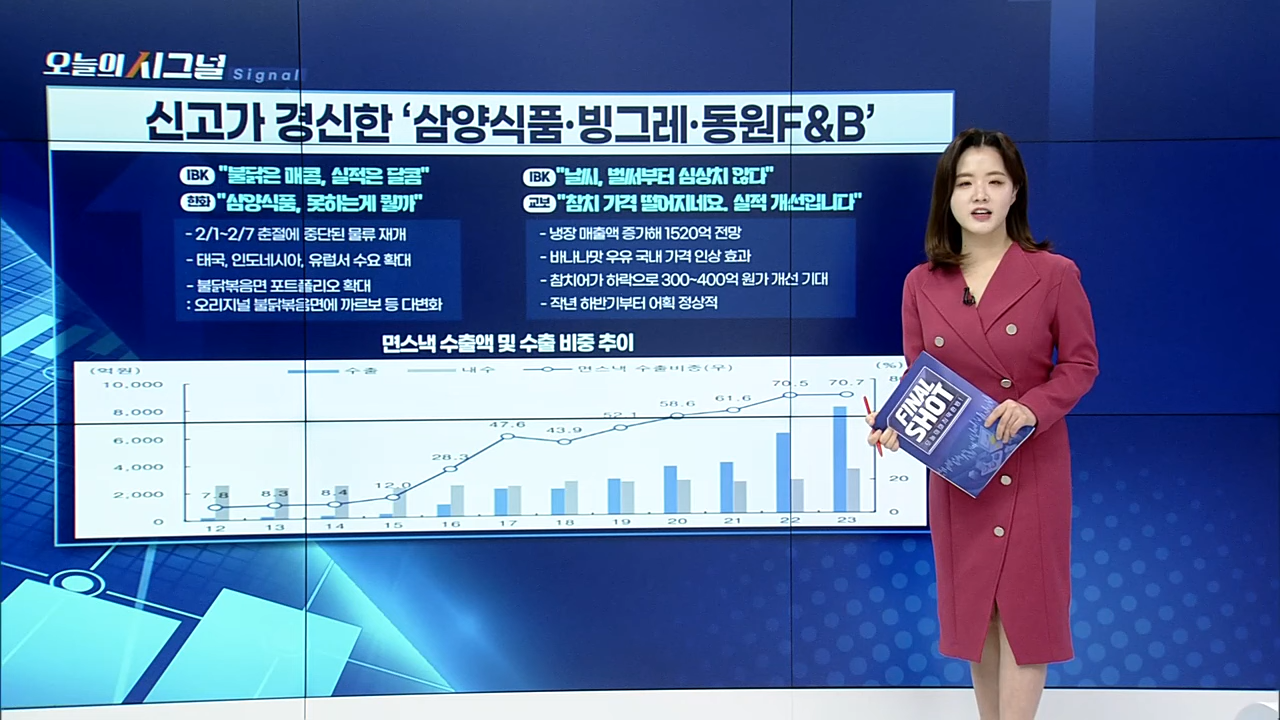 오늘의 시그널 Signal
신고가 경신한 ‘삼양식품·빙그레·동원F&B’
IBK "불닭은 매콤, 실적은 달콤"
한화 "삼양식품, 못하는게 뭘까"
- 2/1~2/7 춘절에 중단된 물류 재개
- 태국, 인도네시아, 유럽서 수요 확대
- 불닭볶음면 포트폴리오 확대
: 오리지널 불닭볶음면에 까르보 등 다변화
IBK "날씨, 벌써부터 심상치 않다"
교보 "참치 가격 떨어지네요. 실적 개선입니다"
- 냉장 매출액 증가해 1520억 전망
- 바나나맛 우유 국내 가격 인상 효과
- 참치어가 하락으로 300~400억 원가 개선 기대
- 작년 하반기부터 어획 정상적
면스낵 수출액 및 수출 비중 추이
(억원) 수출 내수 면스낵 수출비중(우) (%)
10,000
8,000
6,000
4,000
2,000
0
7.8 8.3 8.4 12.0 28.3 47.6 43.9 52.1 58.6 61.6 70.5 70.7
20
0
12 13 14 15 16 17 18 19 20 21 22 23
FINAL
SHOT